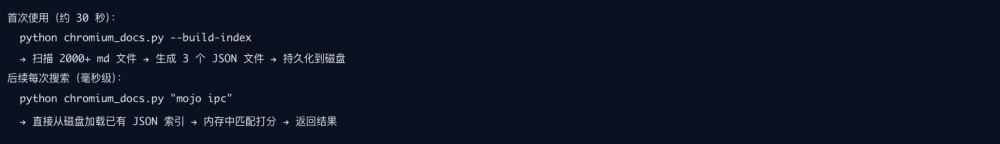 首次使用 (约 30 秒):
python chromium_docs.py --build-index
→ 扫描 2000+ md 文件 → 生成 3 个 JSON 文件 → 持久化到磁盘
后续每次搜索 (毫秒级):
python chromium_docs.py "mojo ipc"
→ 直接从磁盘加载已有 JSON 索引 → 内存中匹配打分 → 返回结果